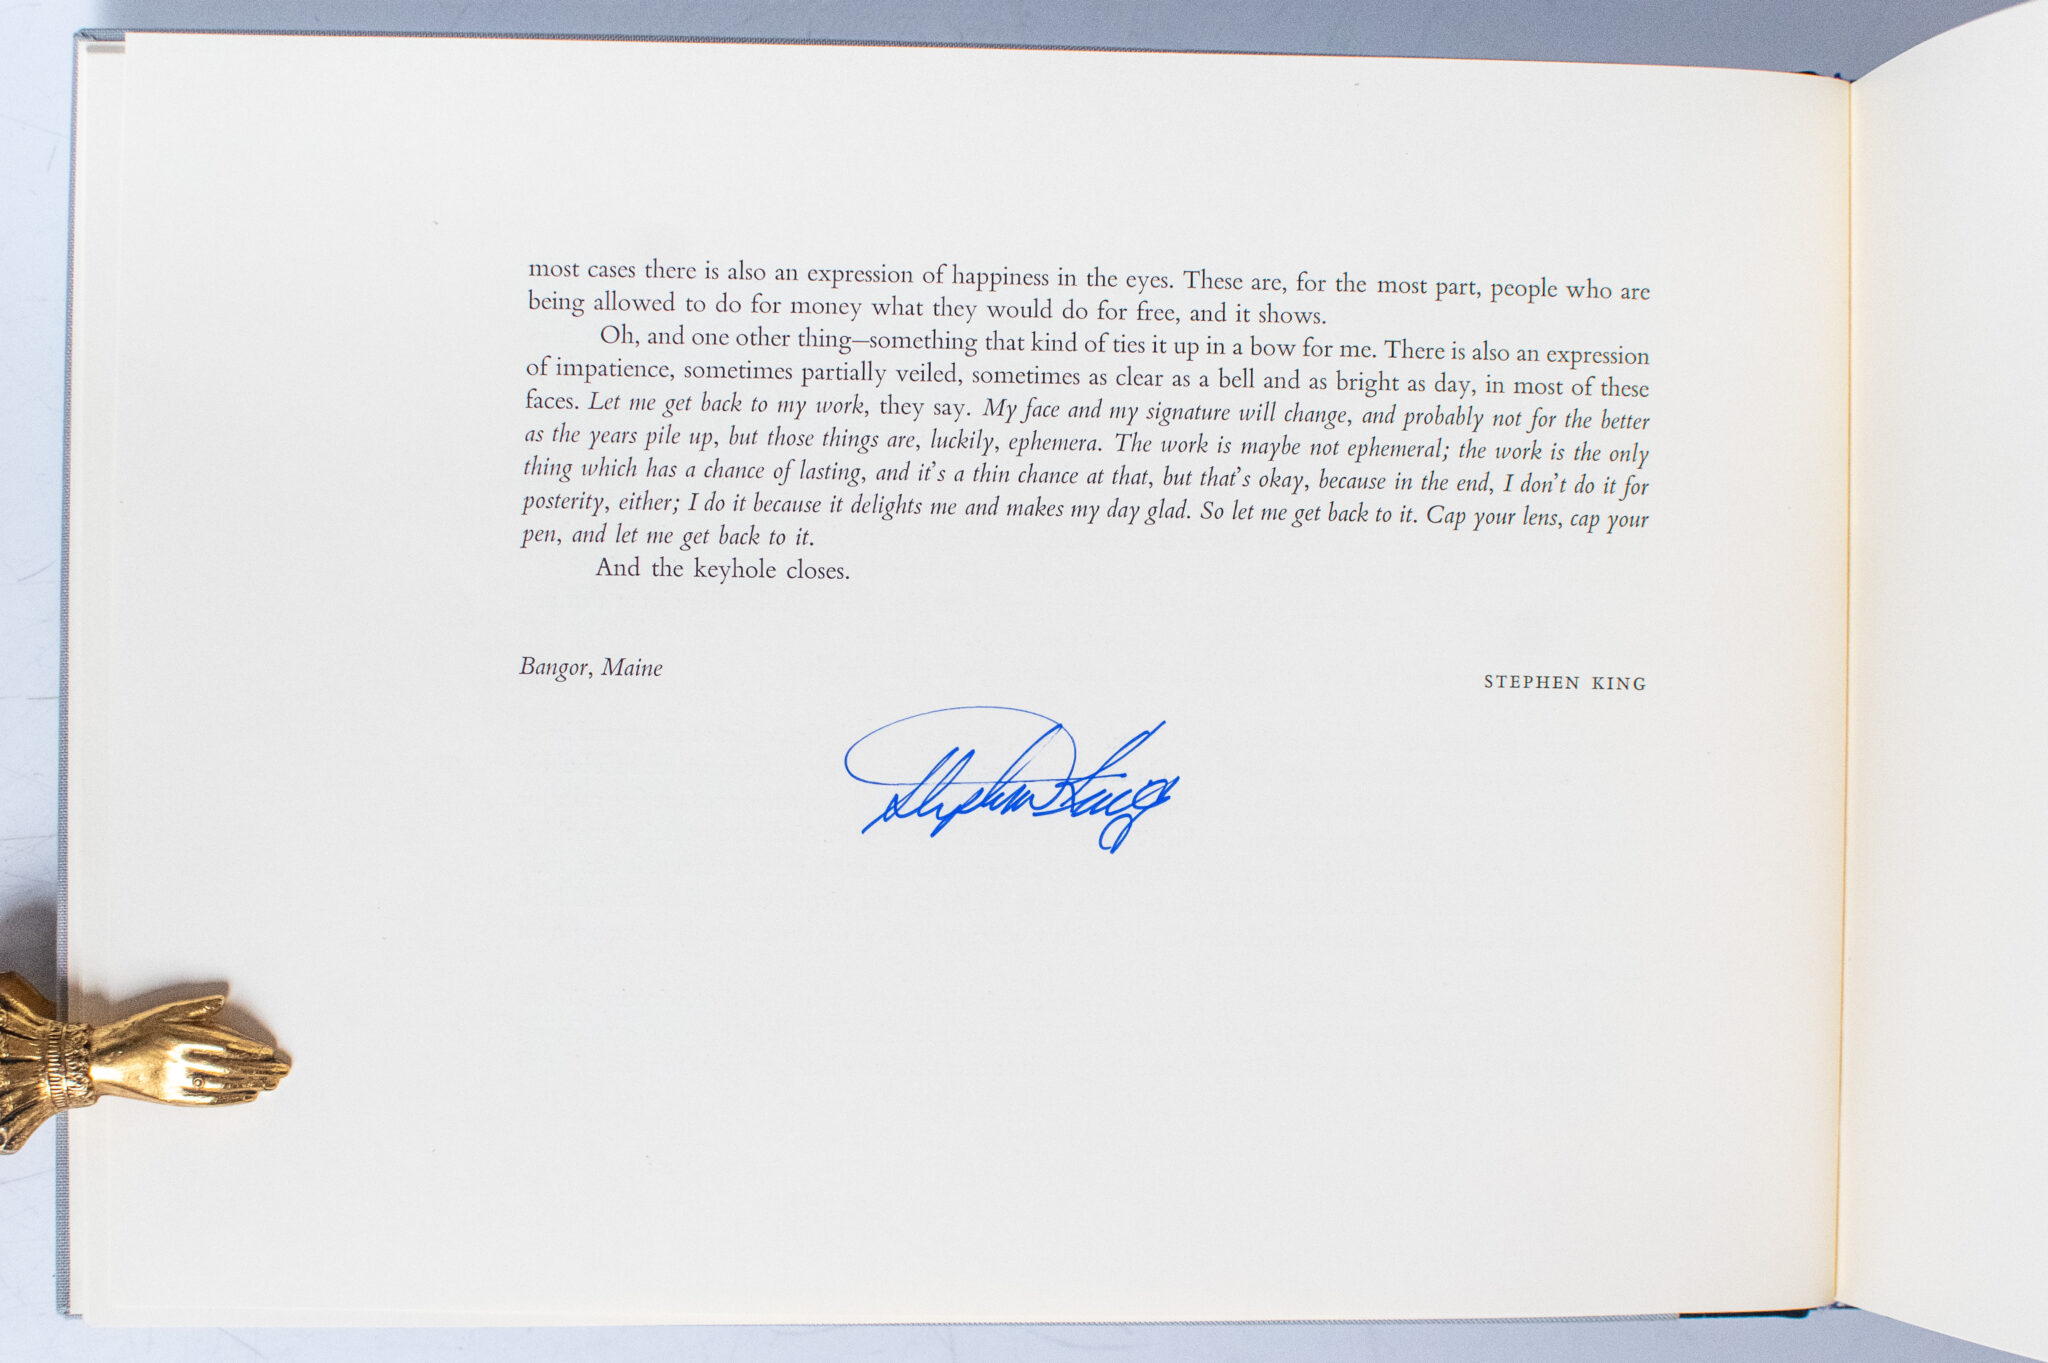 most cases there is also an expression of happiness in the eyes. These are, for the most part, people who are
being allowed to do for money what they would do for free, and it shows.
Oh, and one other thing—something that kind of ties it up in a bow for me. There is also an expression
of impatience, sometimes partially veiled, sometimes as clear as a bell and as bright as day, in most of these
faces. Let me get back to my work, they say. My face and my signature will change, and probably not for the better
as the years pile up, but those things are, luckily, ephemera. The work is maybe not ephemeral; the work is the only
thing which has a chance of lasting, and it's a thin chance at that, but that's okay, because in the end, I don't do it for
posterity, either; I do it because it delights me and makes my day glad. So let me get back to it. Cap your lens, cap your
pen, and let me get back to it.
And the keyhole closes.
Bangor, Maine
STEPHEN KING
Stephen King